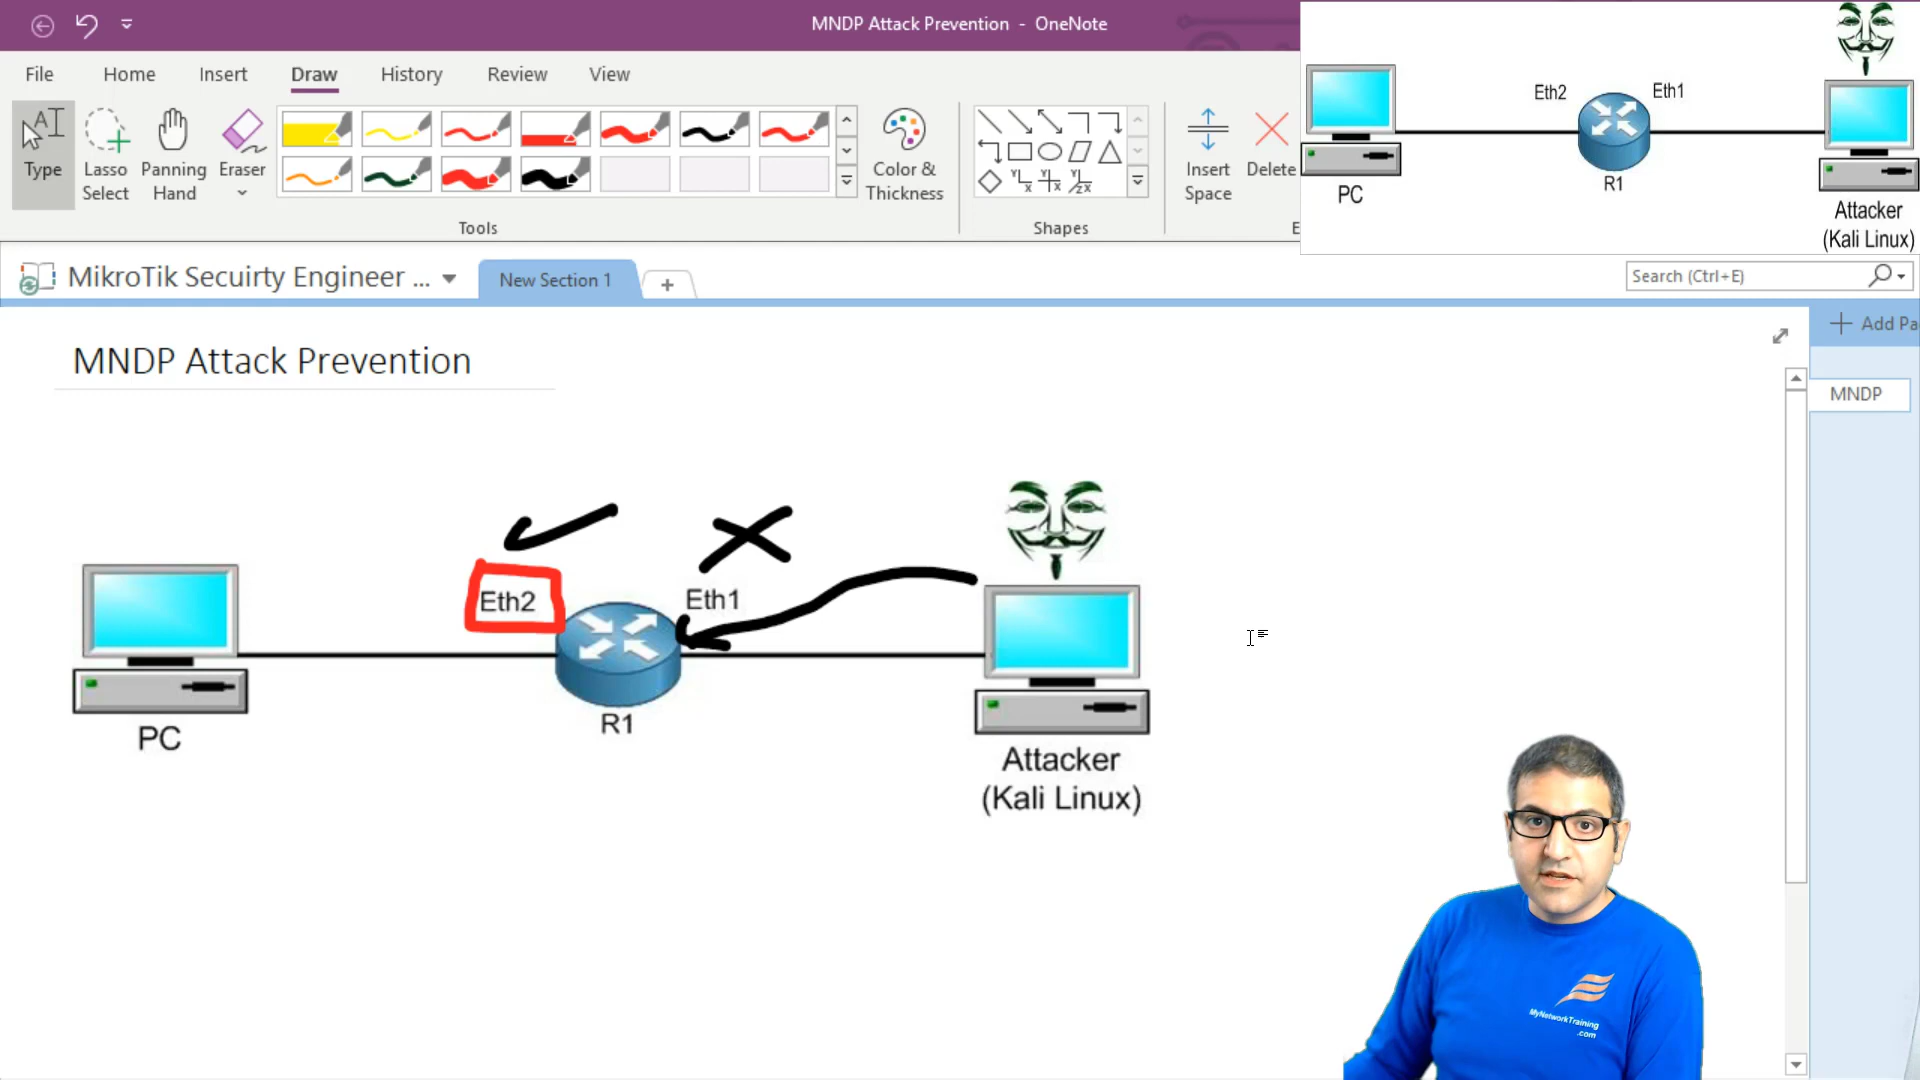 MNDP Attack Prevention - OneNote
File Home Insert Draw History Review View
Type
Lasso
Select
Panning
Hand
Eraser
Color &
Thickness
Insert
Space
Delete
Tools
Shapes
E
Eth2
Eth1
PC
R1
Attacker
(Kali Linux)
MikroTik Secuirty Engineer ...
New Section 1
+
Search (Ctrl+E)
Add Pa
MNDP
MNDP Attack Prevention
Eth2
Eth1
PC
R1
Attacker
(Kali Linux)
MyNetworkTraining
.com